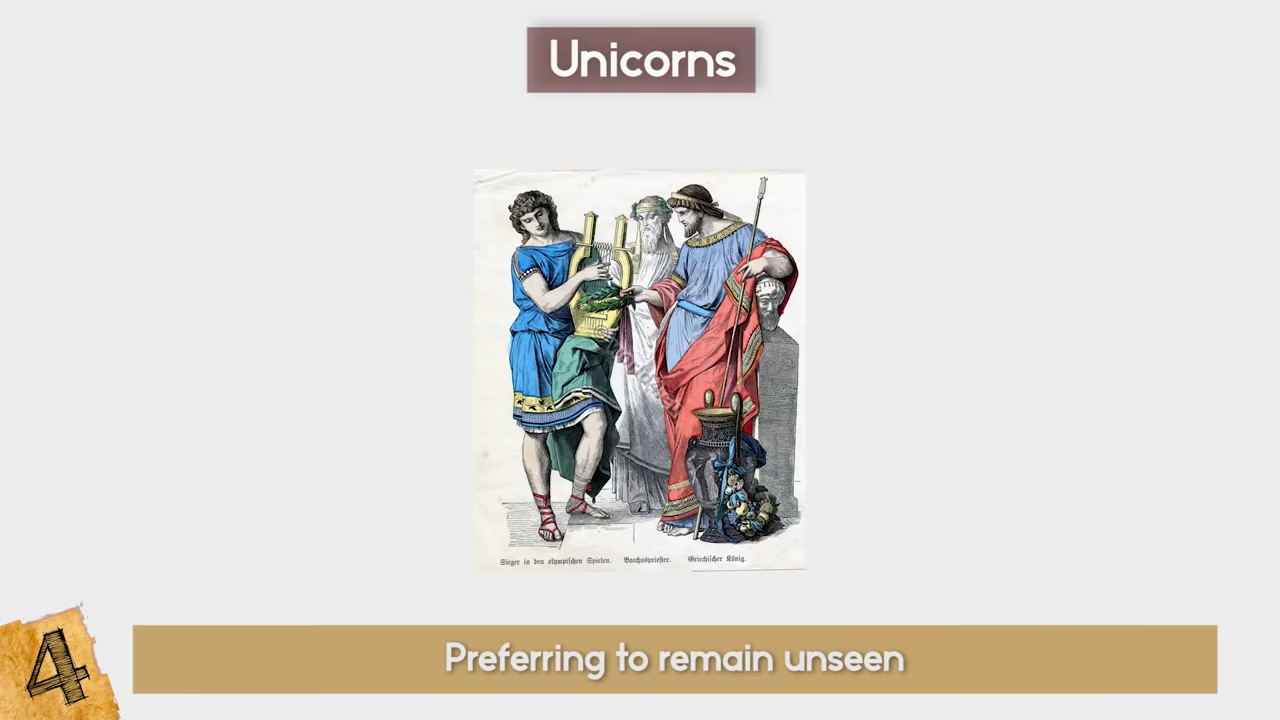 Unicorns
Sieger in den olympischen Spielen. Bacchuspriester. Griechischer König.
4
Preferring to remain unseen